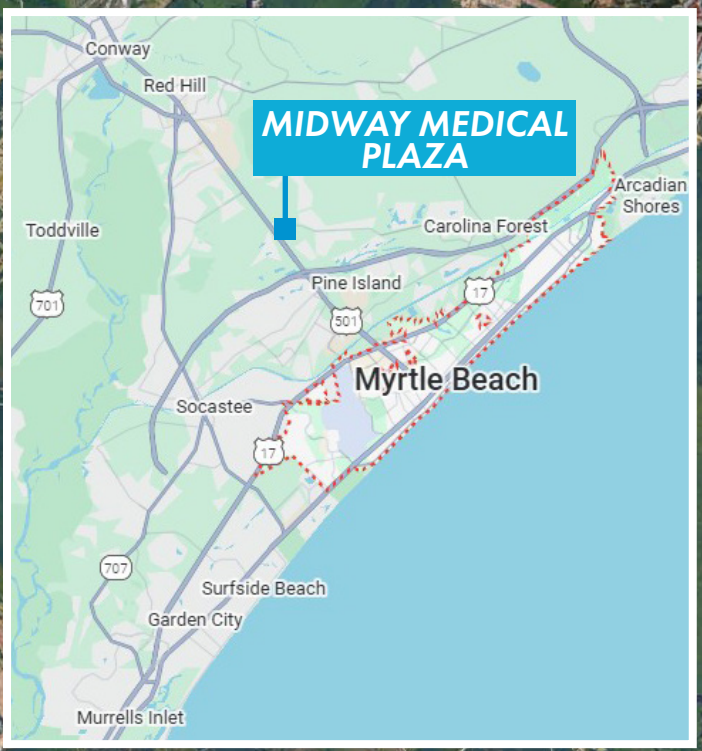 Conway
Red Hill
MIDWAY MEDICAL
PLAZA
Arcadian
Shores
Toddville
Carolina Forest
Pine Island
17
701
501
Myrtle Beach
Socastee
17
707
Surfside Beach
Garden City
Murrells Inlet